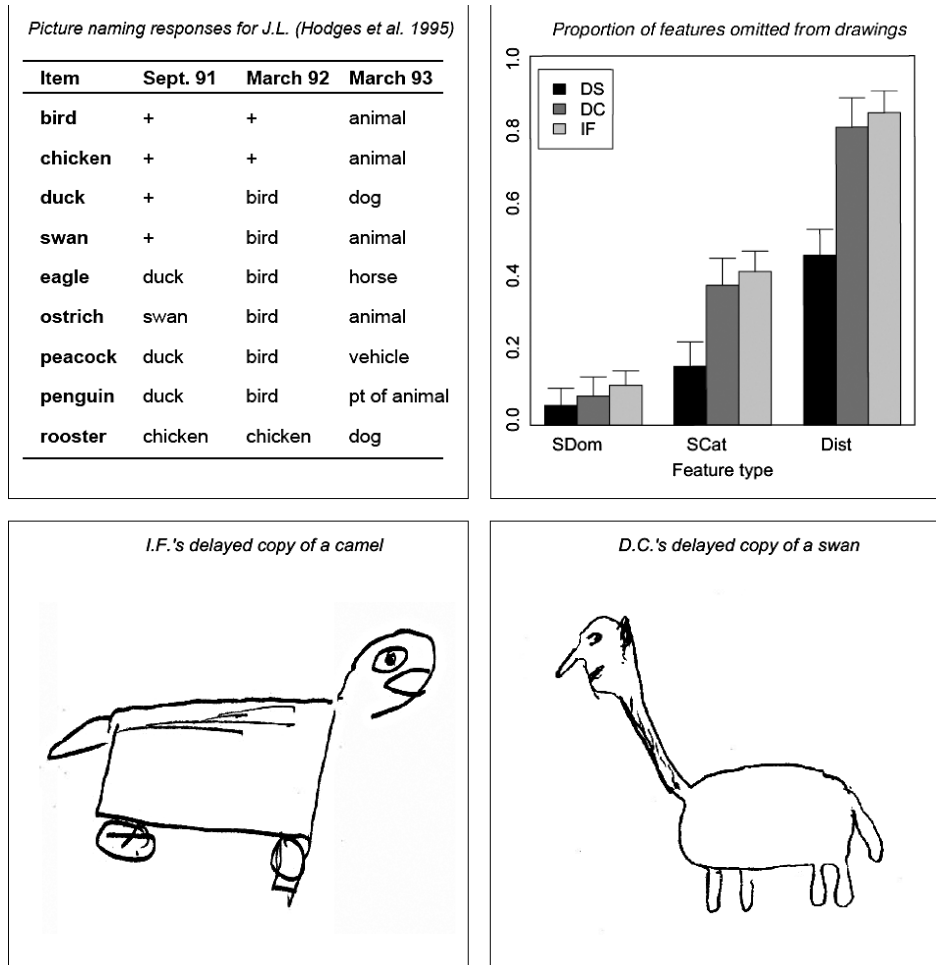 Picture naming responses for J.L. (Hodges et al. 1995)
Item Sept. 91 March 92 March 93
bird + + animal
chicken + + animal
duck + bird dog
swan + bird animal
eagle duck bird horse
ostrich swan bird animal
peacock duck bird vehicle
penguin duck bird pt of animal
rooster chicken chicken dog
Proportion of features omitted from drawings
1.0
0.8
0.6
0.4
0.2
0.0
DS
DC
IF
SDom SCat Dist
Feature type
I.F.'s delayed copy of a camel
D.C.'s delayed copy of a swan